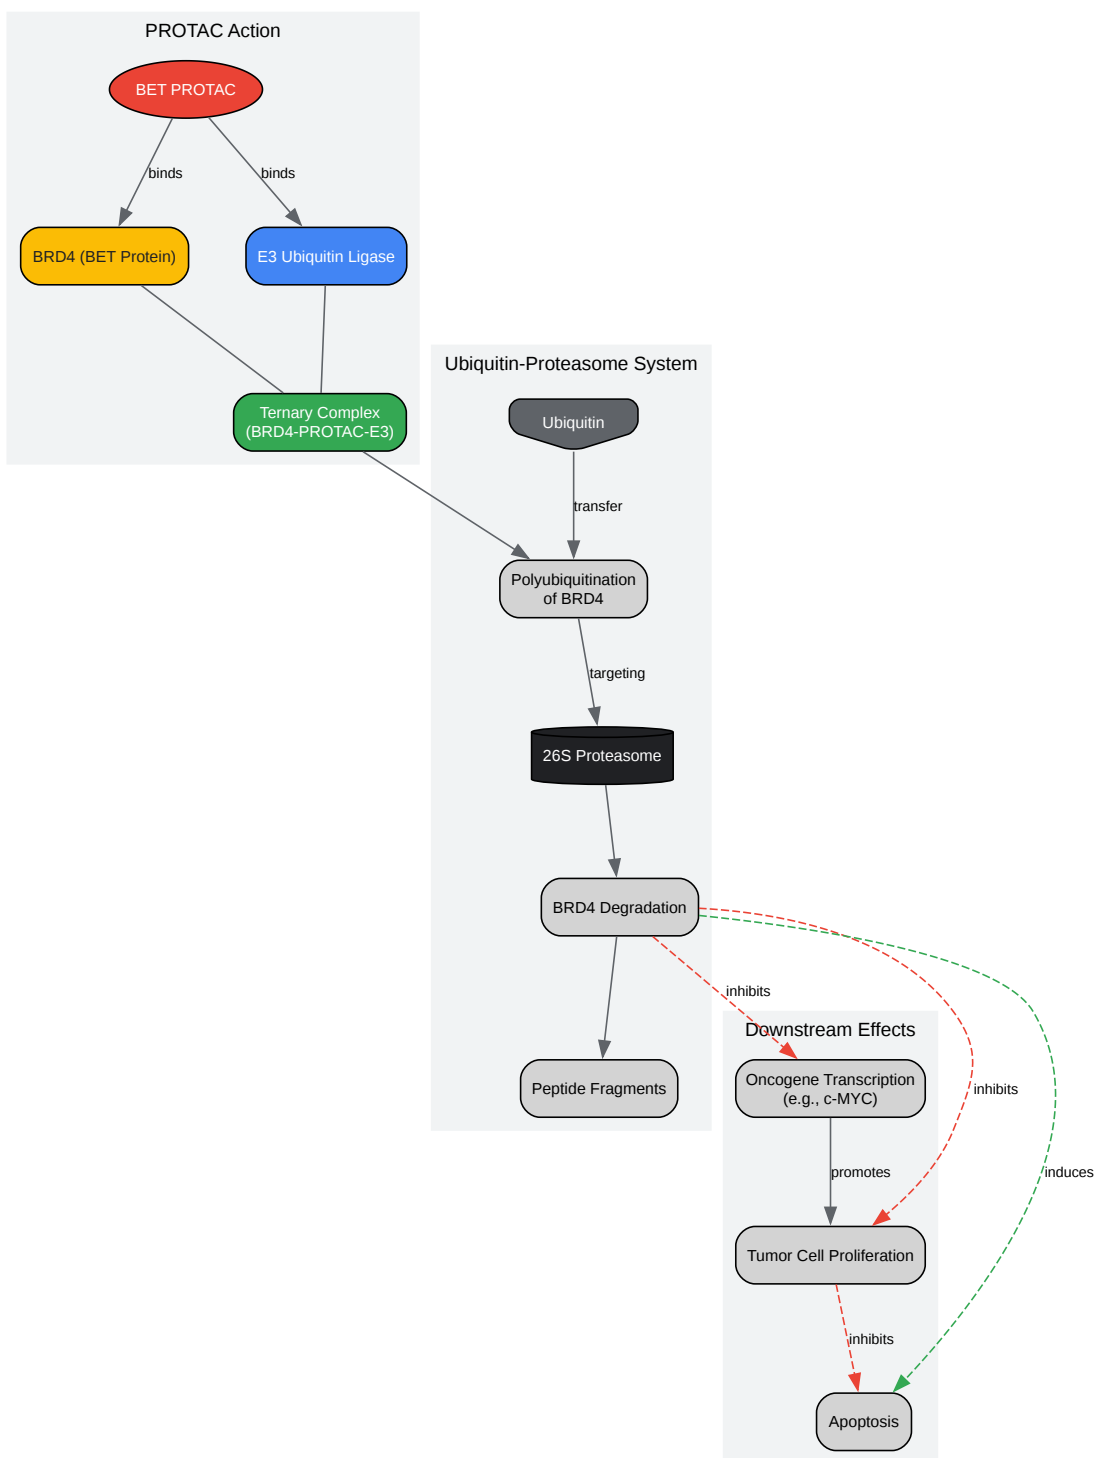 PROTAC Action
BET PROTAC
binds
binds
BRD4 (BET Protein)
E3 Ubiquitin Ligase
Ternary Complex
(BRD4-PROTAC-E3)
Ubiquitin-Proteasome System
Ubiquitin
transfer
Polyubiquitination
of BRD4
targeting
26S Proteasome
BRD4 Degradation
inhibits
Peptide Fragments
Downstream Effects
Oncogene Transcription
(e.g., c-MYC)
inhibits
promotes
induces
Tumor Cell Proliferation
inhibits
Apoptosis